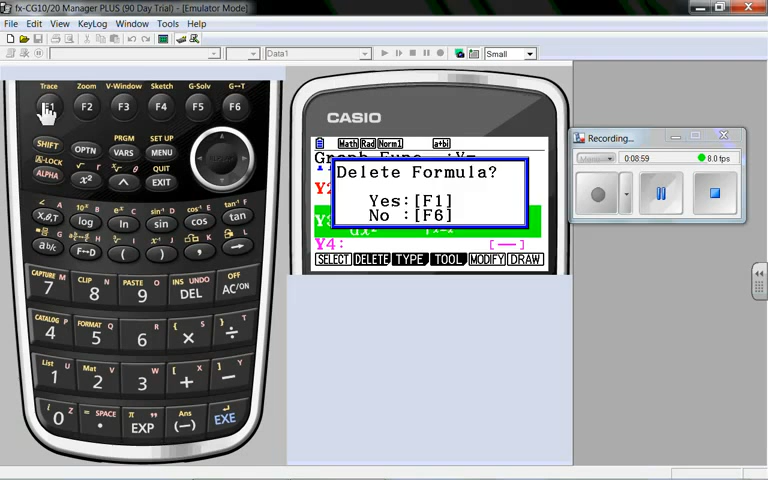 fx-CG10/20 Manager PLUS (90 Day Trial) - [Emulator Mode]
File Edit View KeyLog Window Tools Help
Data1 Small
Trace Zoom V-Window Sketch G-Solv G↔T
F1 F2 F3 F4 F5 F6
SHIFT OPTN PRGM VARS SET UP MENU
A-LOCK ALPHA x² ^ QUIT EXIT
X,θ,T log ln sin cos tan
a b/c F↔D ( ) , →
CAPTURE M CLIP N PASTE O INS UNDO OFF
7 8 9 DEL AC/ON
CATALOG P FORMAT Q R { S } T
4 5 6 × ÷
List U Mat V W [ X ] Y
1 2 3 + −
i Z = SPACE π " Ans
0 . EXP (−) EXE
CASIO
Math Rad Norm1 a+bi
Graph Func :Y=
Delete Formula?
Yes:[F1]
No :[F6]
Y4: [—]
SELECT DELETE TYPE TOOL MODIFY DRAW
Recording...
Menu 0:08:59 8.0 fps